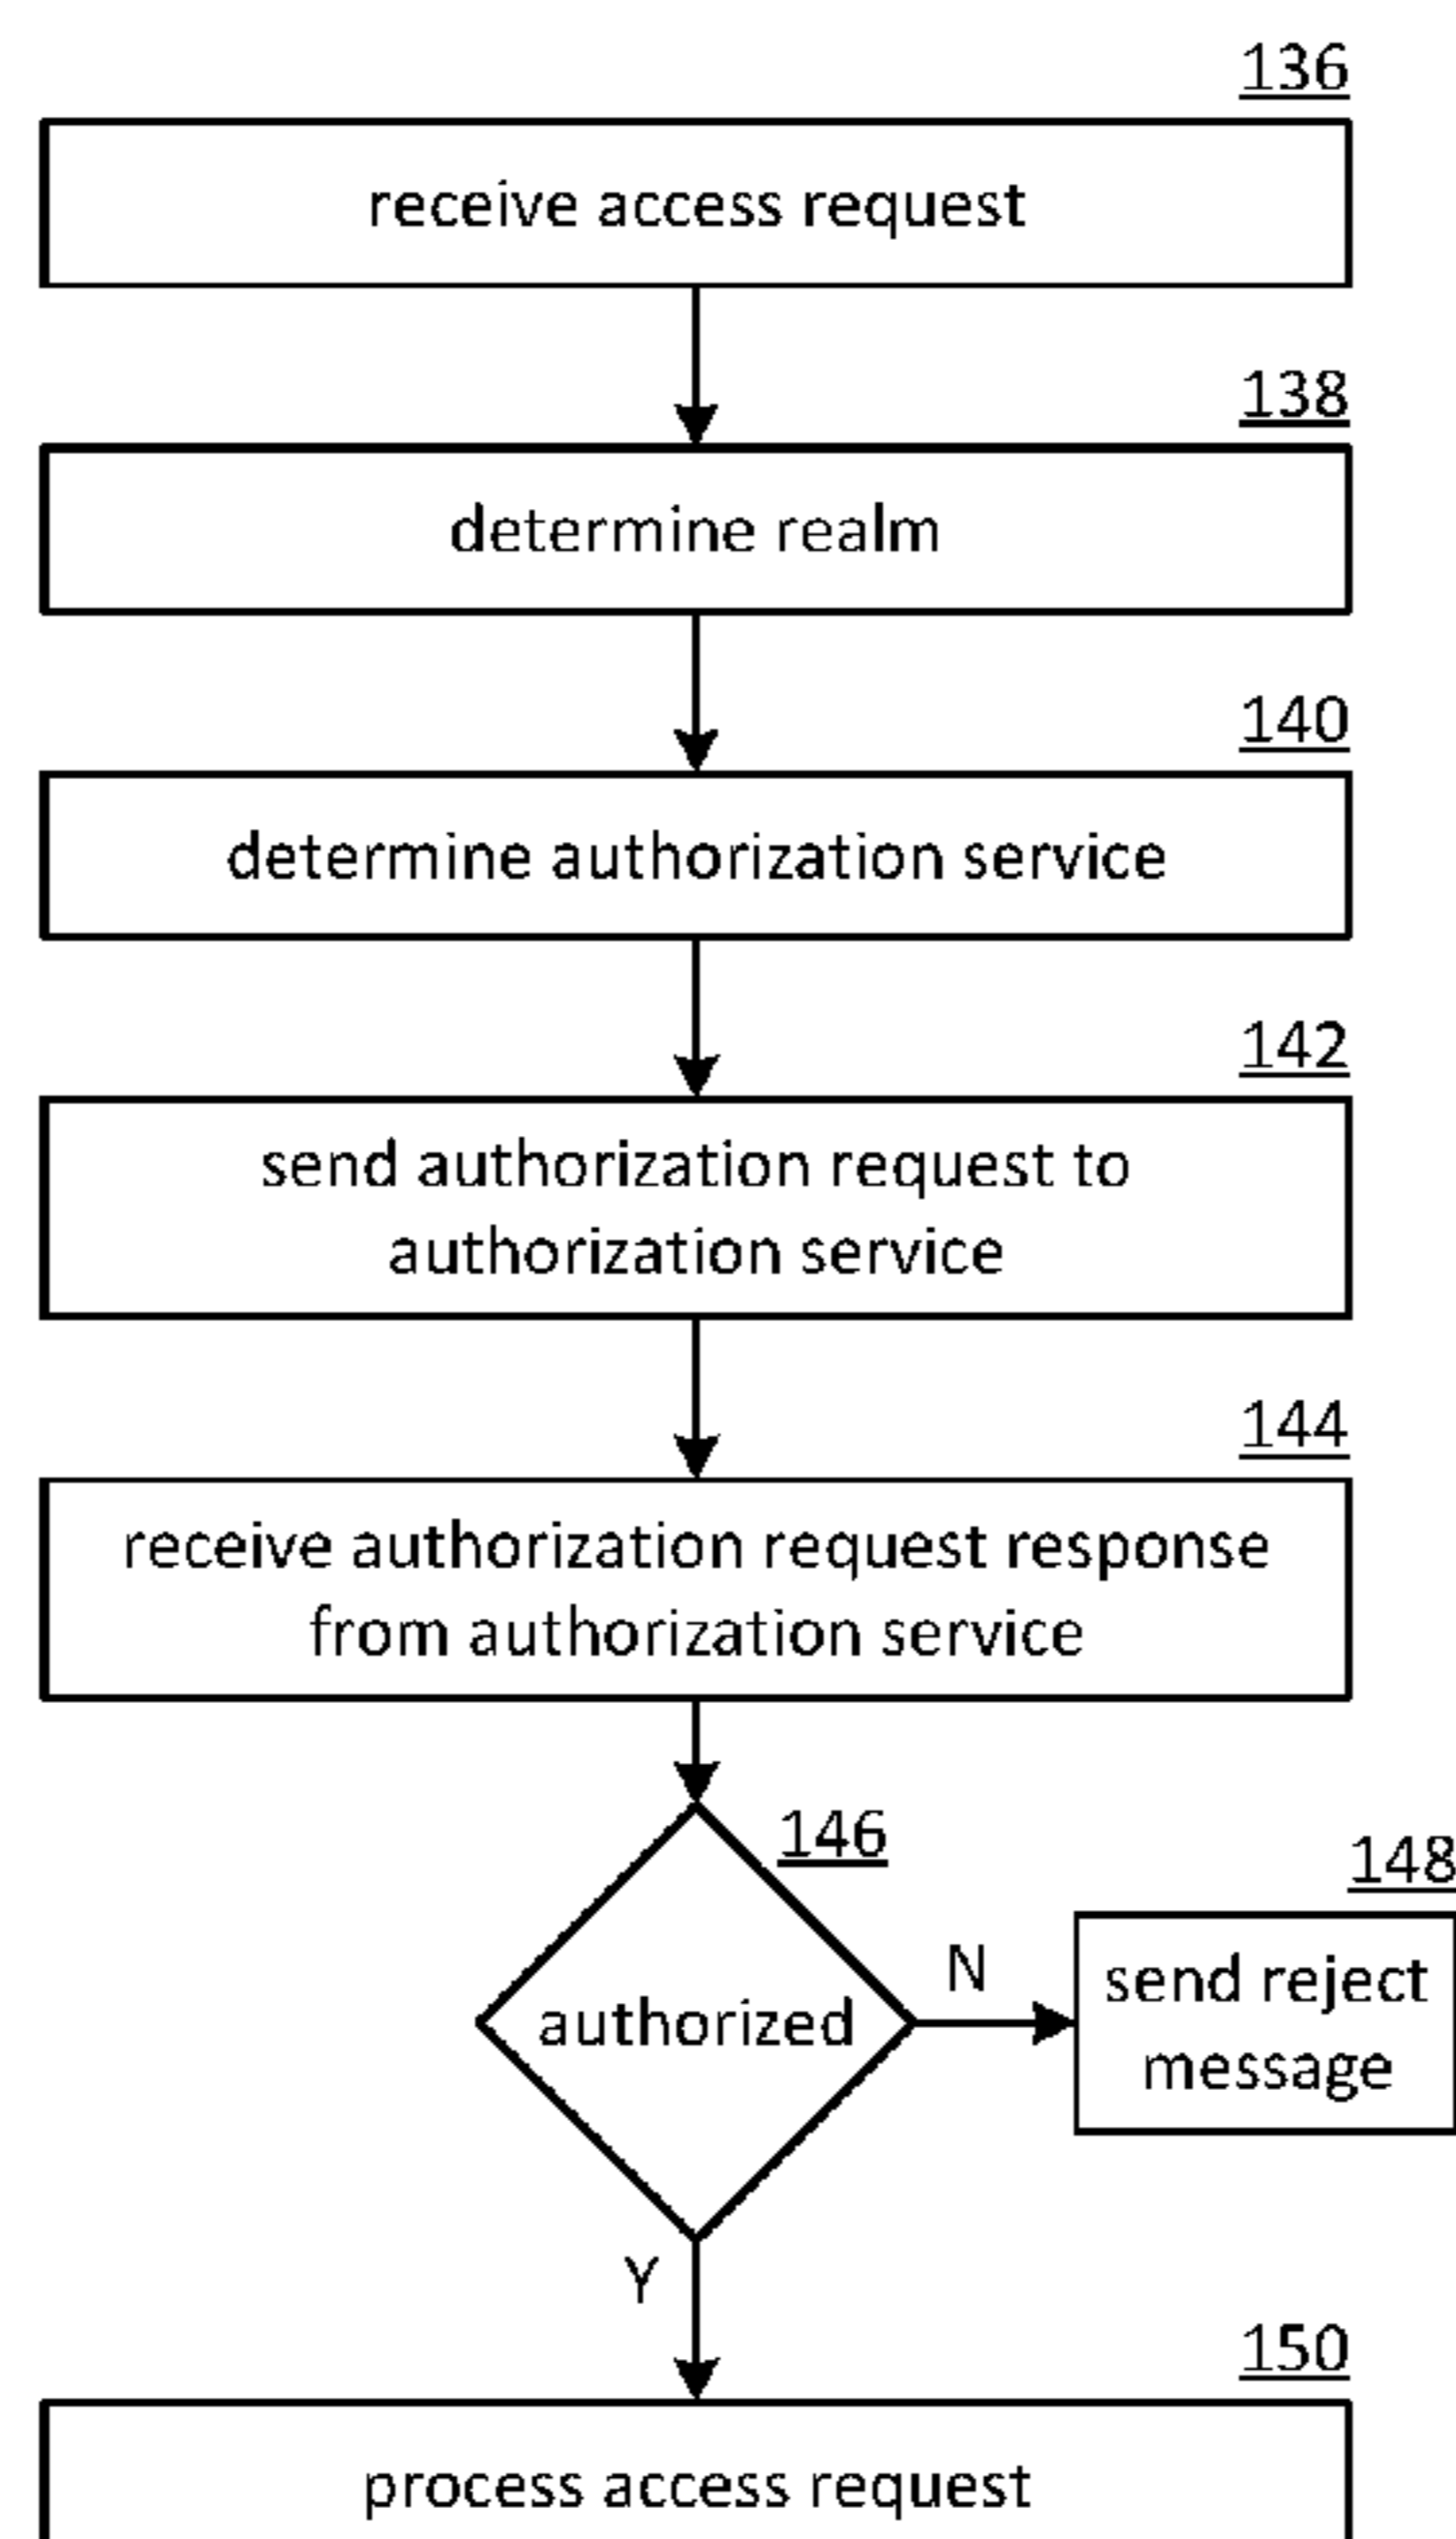 136
receive access request
138
determine realm
140
determine authorization service
142
send authorization request to
authorization service
144
receive authorization request response
from authorization service
146
authorized
N
148
send reject
message
Y
150
process access request